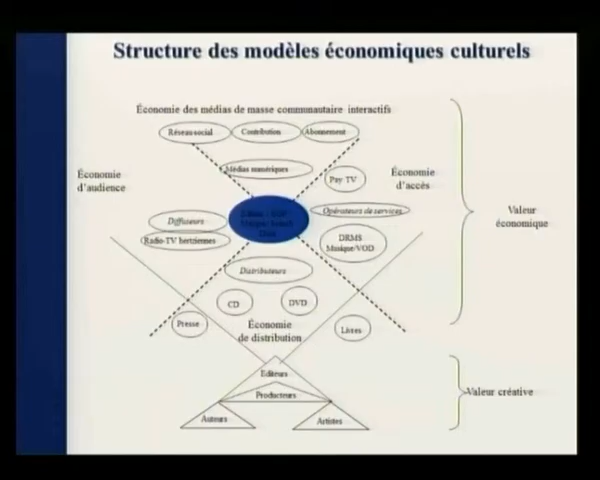 Structure des modèles économiques culturels
Économie des médias de masse communautaire interactifs
Réseau social
Contribution
Abonnement
Médias numériques
Économie
d'audience
Pay TV
Économie
d'accès
Diffuseurs
Opérateurs de services
Valeur
économique
Radio-TV hertziennes
DRMS
Musique/VOD
Distributeurs
CD
DVD
Presse
Économie
de distribution
Livres
Editeurs
Producteurs
Valeur créative
Auteurs
Artistes